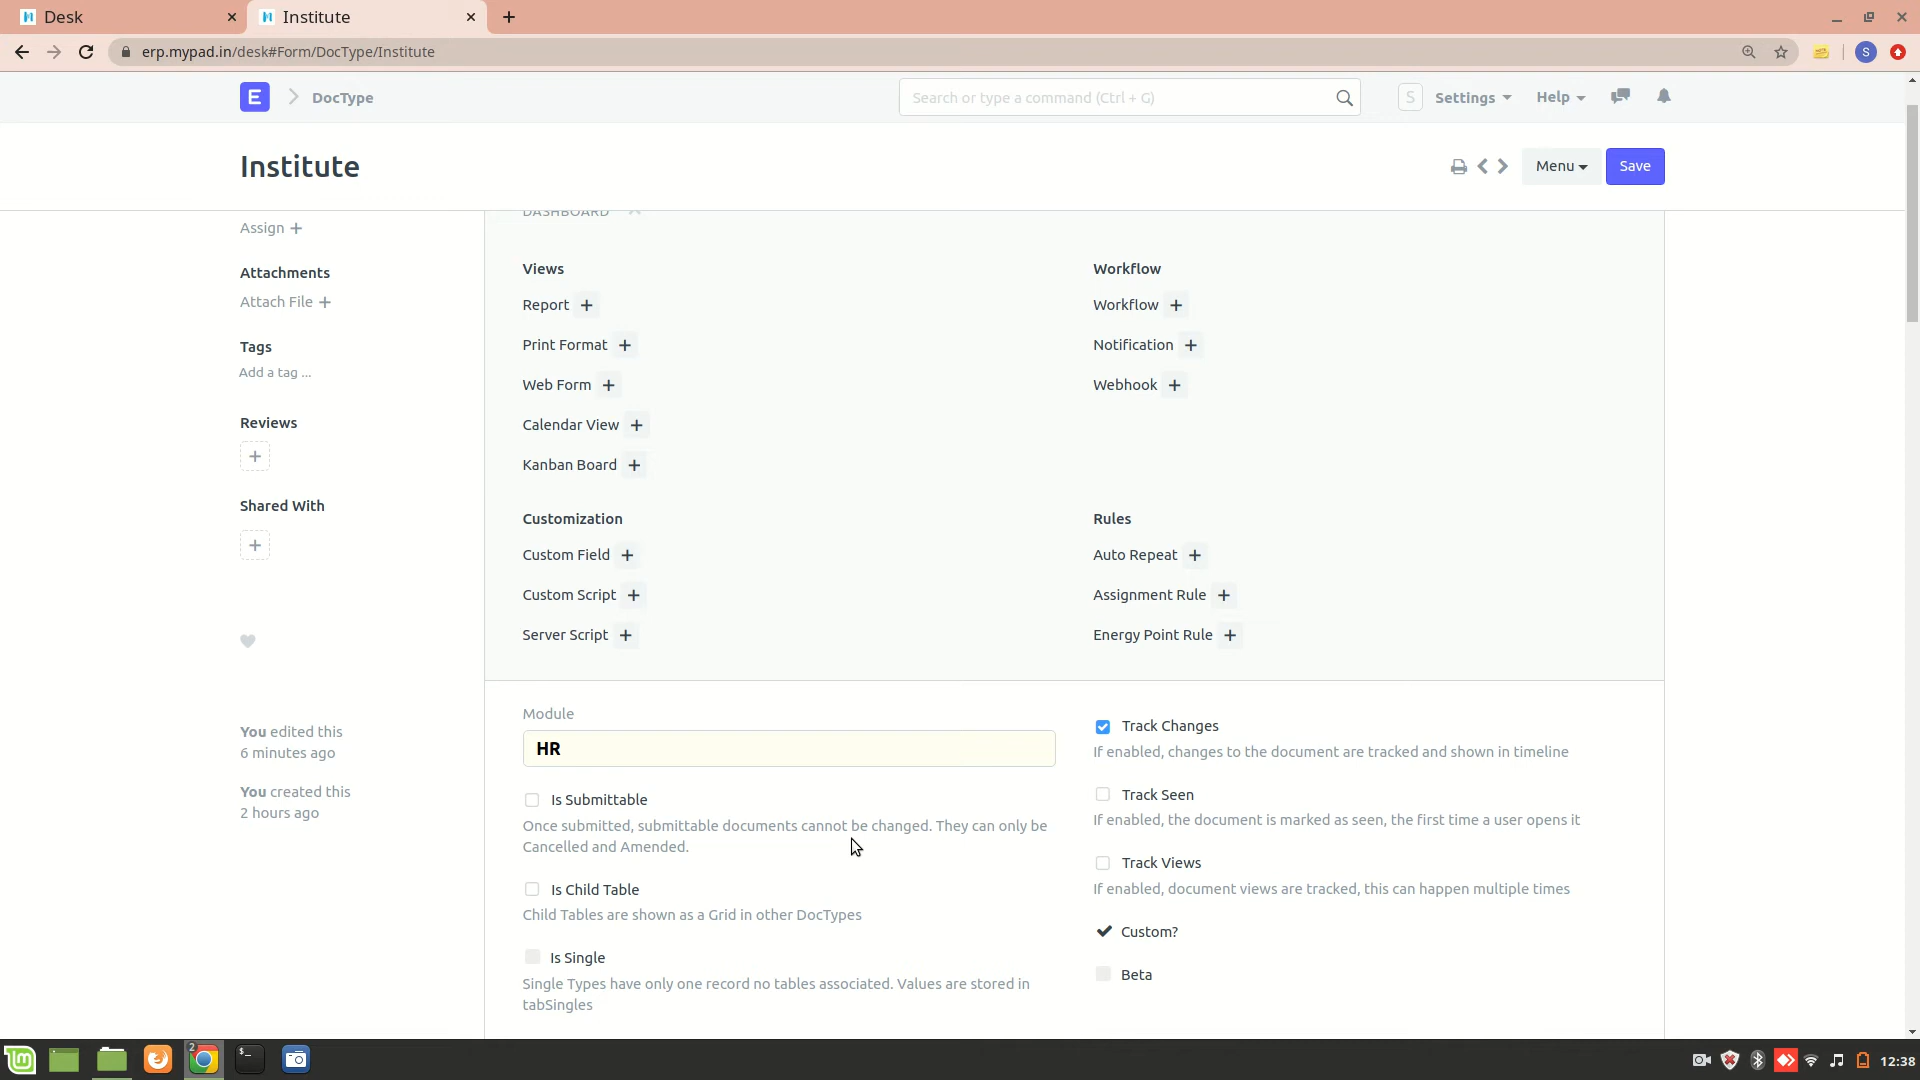 Desk
Institute
erp.mypad.in/desk#Form/DocType/Institute
S
E
DocType
Search or type a command (Ctrl + G)
S
Settings
Help
Institute
Menu
Save
DASHBOARD
Assign
Attachments
Attach File
Tags
Add a tag ...
Reviews
Shared With
You edited this
6 minutes ago
You created this
2 hours ago
Views
Report
Print Format
Web Form
Calendar View
Kanban Board
Workflow
Workflow
Notification
Webhook
Customization
Custom Field
Custom Script
Server Script
Rules
Auto Repeat
Assignment Rule
Energy Point Rule
Module
HR
Is Submittable
Once submitted, submittable documents cannot be changed. They can only be
Cancelled and Amended.
Is Child Table
Child Tables are shown as a Grid in other DocTypes
Is Single
Single Types have only one record no tables associated. Values are stored in
tabSingles
Track Changes
If enabled, changes to the document are tracked and shown in timeline
Track Seen
If enabled, the document is marked as seen, the first time a user opens it
Track Views
If enabled, document views are tracked, this can happen multiple times
Custom?
Beta
2
12:38